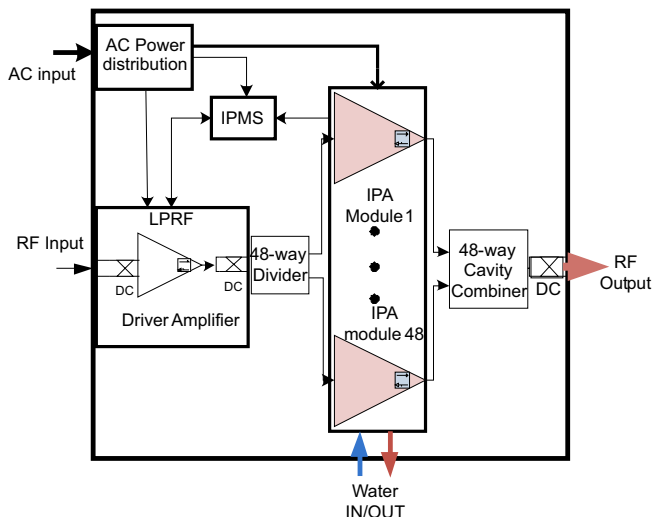 AC Power
distribution
AC input
IPMS
LPRF
RF Input
DC
DC
Driver Amplifier
48-way
Divider
IPA
Module 1
IPA
module 48
48-way
Cavity
Combiner
DC
RF
Output
Water
IN/OUT